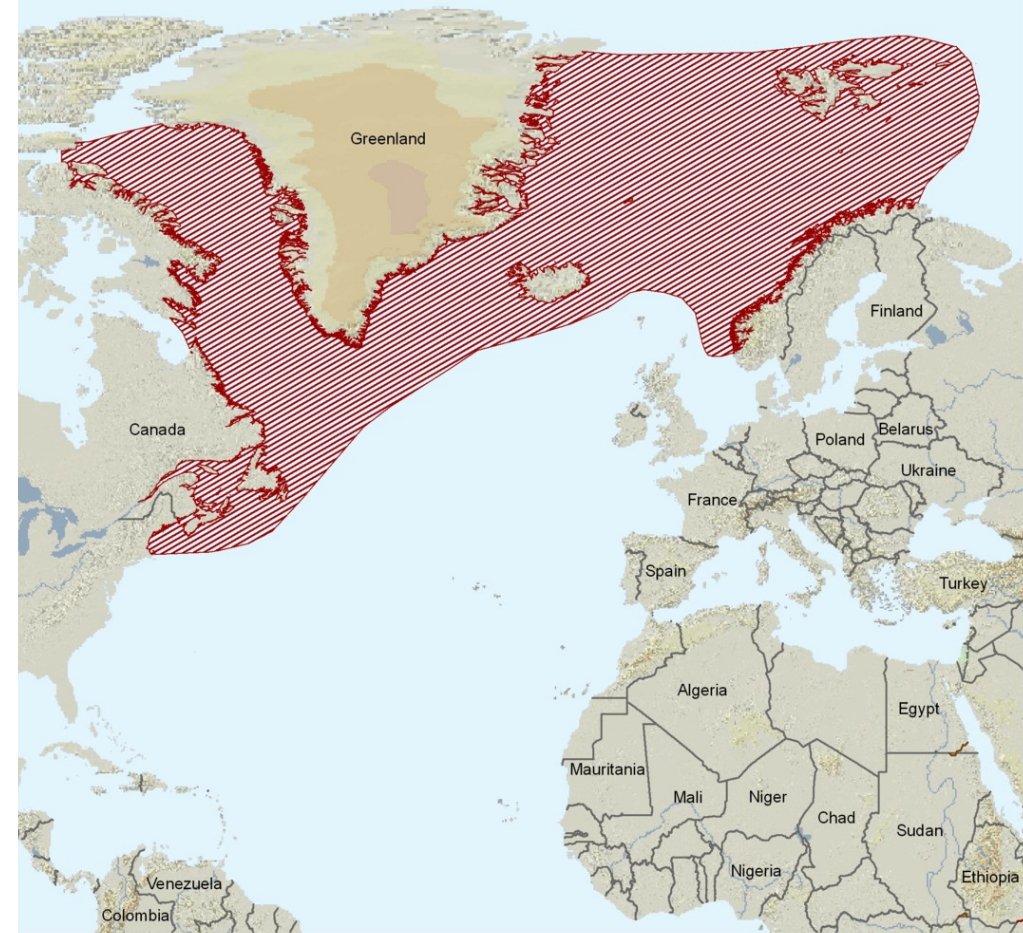 Greenland
Finland
Canada
Poland
Belarus
Ukraine
France
Spain
Turkey
Algeria
Egypt
Mauritania
Mali
Niger
Chad
Sudan
Nigeria
Ethiopia
Venezuela
Colombia